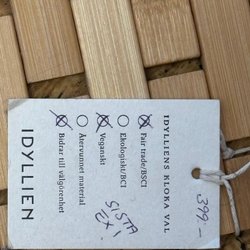 399:-
IDYLLIENS KLOKA VAL
Fair trade/BSCI
Ekologiskt/BCI
Veganskt
Återvunnet material
Bidrar till välgörenhet
SISTA
EX!
IDYLLIEN